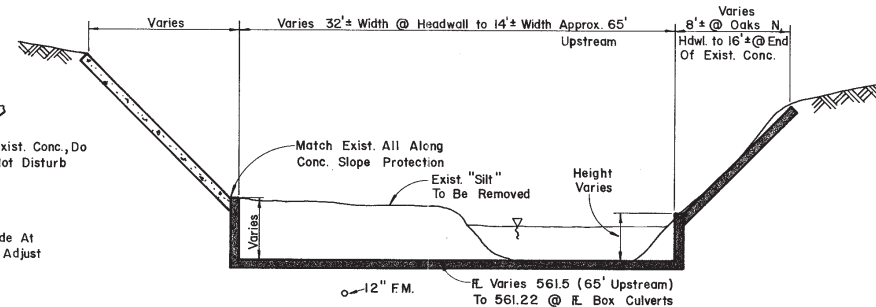 Varies
Varies 32'± Width @ Headwall to 14'± Width Approx. 65'
Upstream
Varies
8'± @ Oaks N.
Hdwl. to 16'± @ End
Of Exist. Conc.
xist. Conc., Do
ot Disturb
Match Exist. All Along
Conc. Slope Protection
Exist. "Silt"
To Be Removed
Height
Varies
Varies
de At
Adjust
12" F.M.
FL Varies 561.5 (65' Upstream)
To 561.22 @ FL Box Culverts